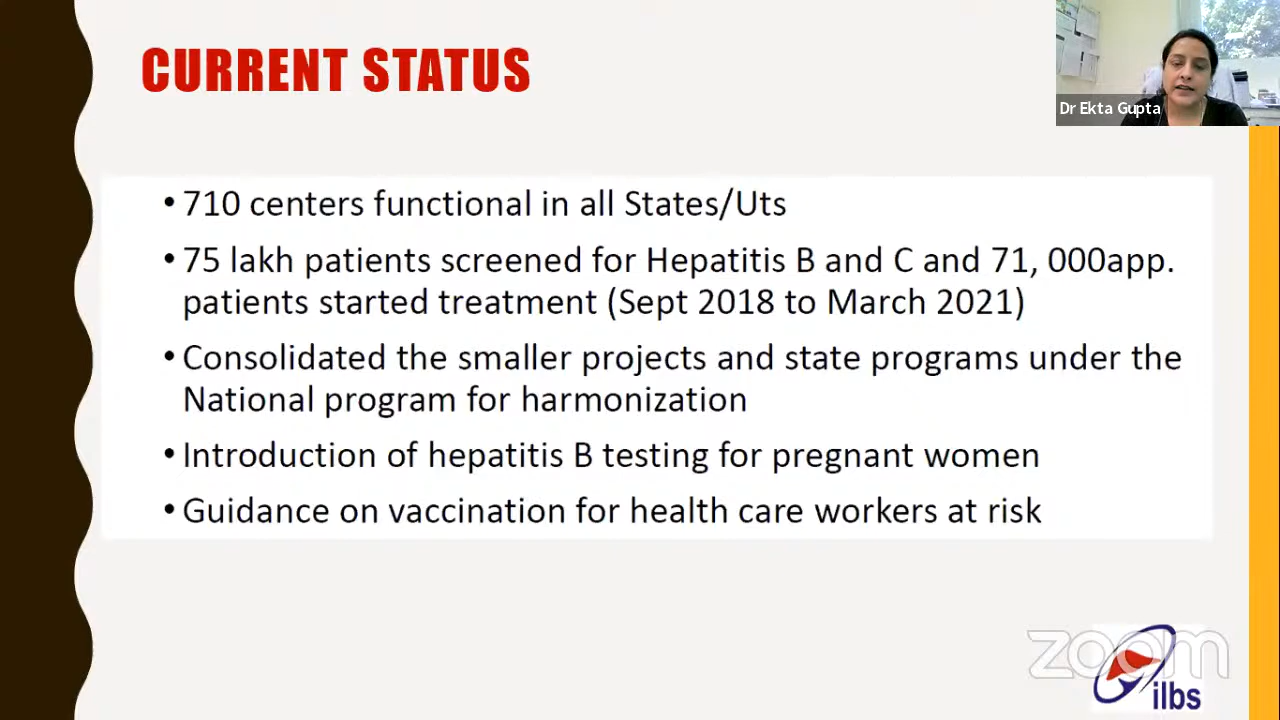 CURRENT STATUS
Dr Ekta Gupta
• 710 centers functional in all States/Uts
• 75 lakh patients screened for Hepatitis B and C and 71, 000app.
patients started treatment (Sept 2018 to March 2021)
• Consolidated the smaller projects and state programs under the
National program for harmonization
• Introduction of hepatitis B testing for pregnant women
• Guidance on vaccination for health care workers at risk
zoom
ilbs